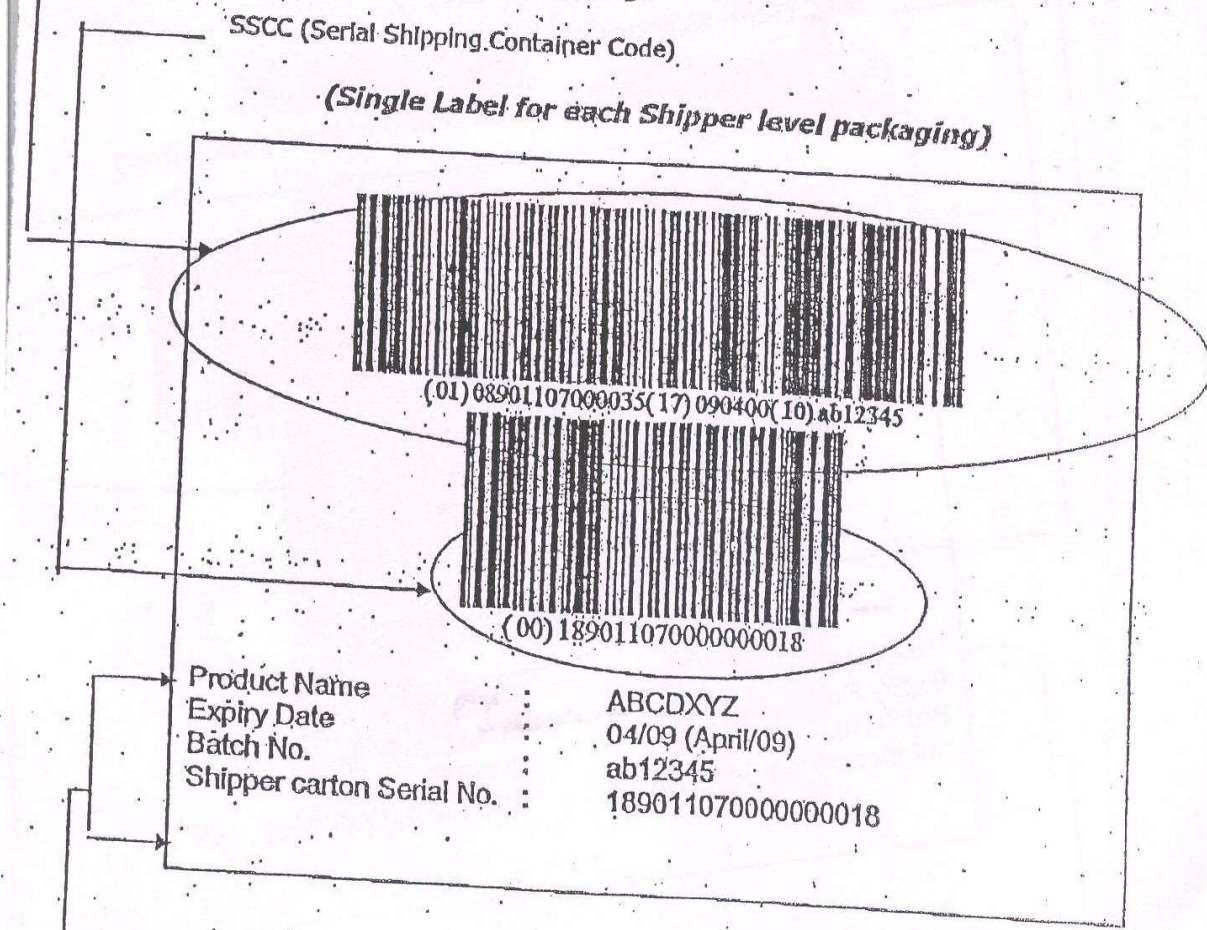 SSCC (Serial Shipping Container Code)
(Single Label for each Shipper level packaging)
(01)08901107000035(17)090400(10)ab12345
(00)189011070000000018
Product Name : ABCDXYZ
Expiry Date : 04/09 (April/09)
Batch No. : ab12345
Shipper carton Serial No. : 189011070000000018